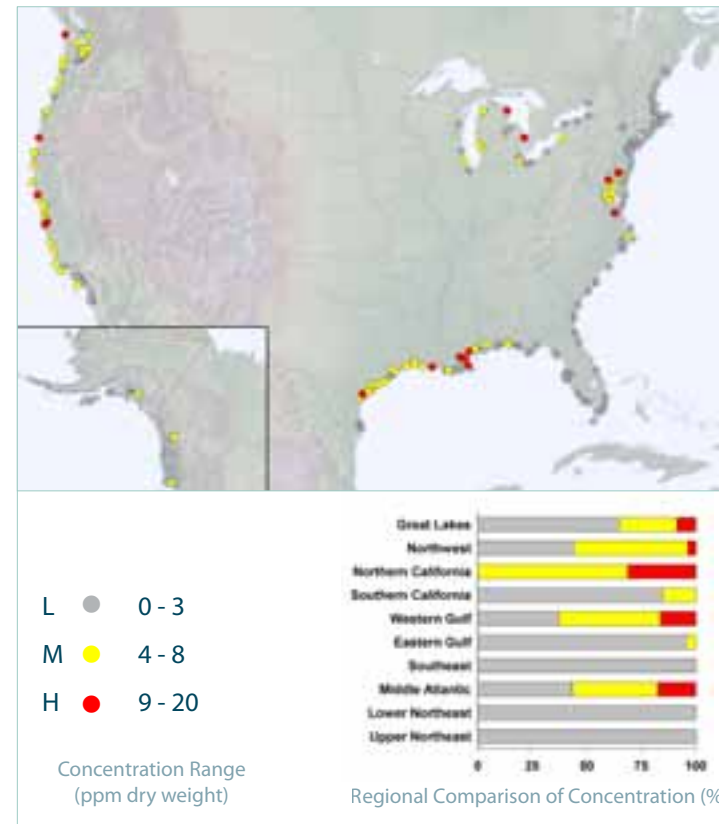 L 0 - 3
M 4 - 8
H 9 - 20
Concentration Range
(ppm dry weight)
Great Lakes
Northwest
Northern California
Southern California
Western Gulf
Eastern Gulf
Southeast
Middle Atlantic
Lower Northeast
Upper Northeast
0 25 50 75 100
Regional Comparison of Concentration (%